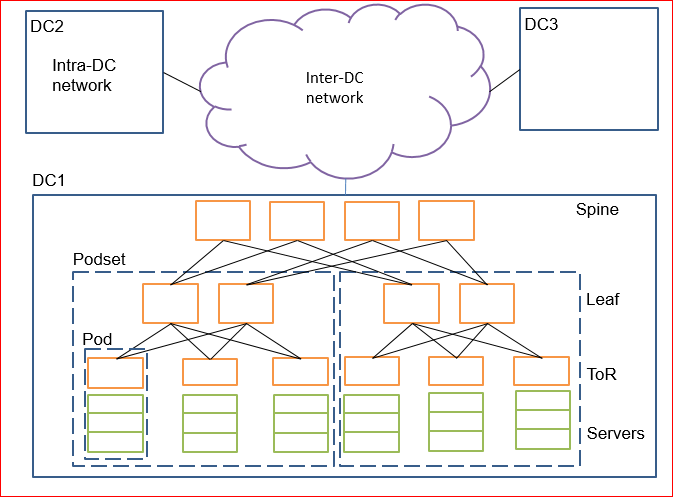 DC2
Intra-DC
network
Inter-DC
network
DC3
DC1
Spine
Podset
Leaf
Pod
ToR
Servers